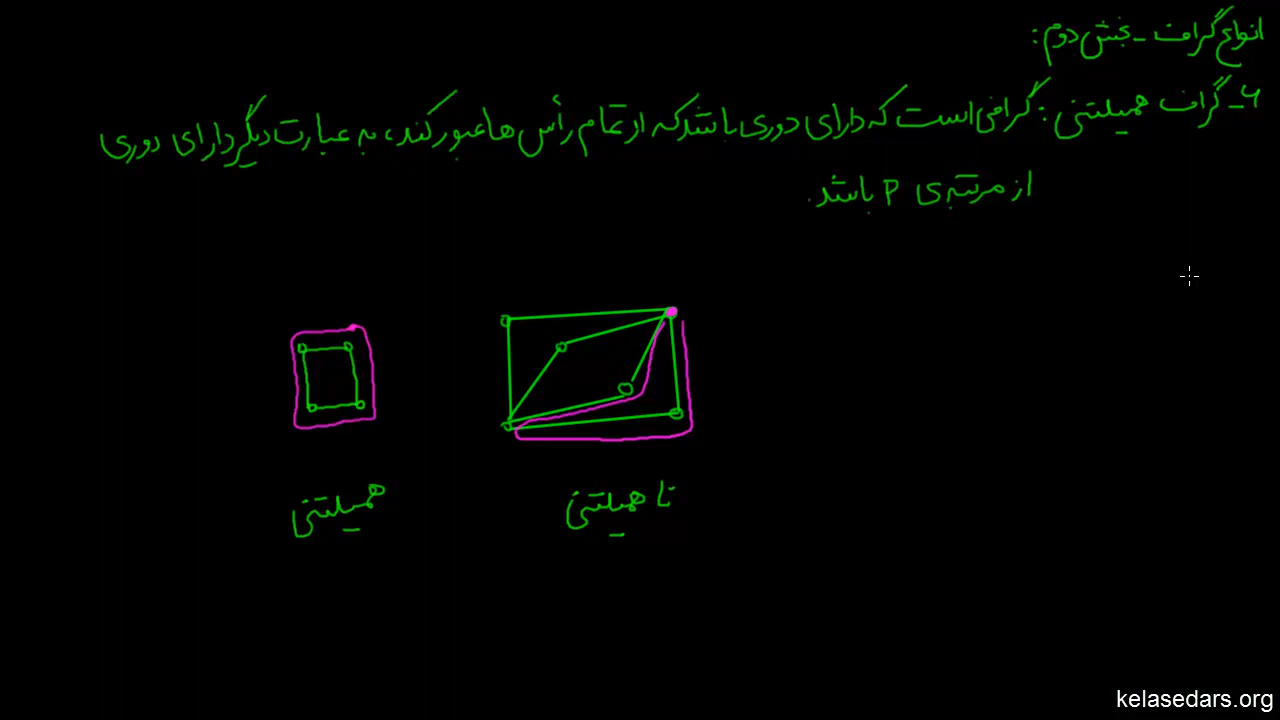 انواع گراف - بخش دوم :
۶- گراف همیلتنی : گرافی است که دارای دوری باشد که از تمام رأس ها عبور کند ، به عبارت دیگر دارای دوری
از مرتبه ی P باشد .
همیلتنی
نا همیلتنی
kelasedars.org